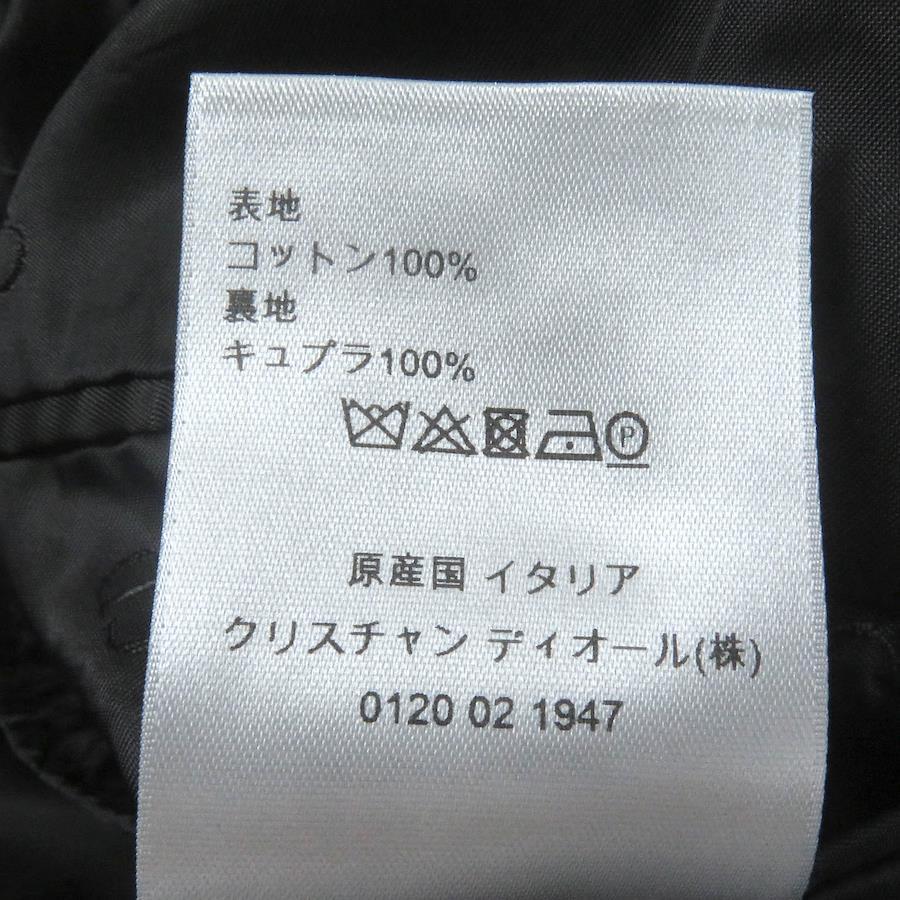 表地
コットン100%
裏地
キュプラ100%
P
原産国 イタリア
クリスチャン ディオール(株)
0120 02 1947